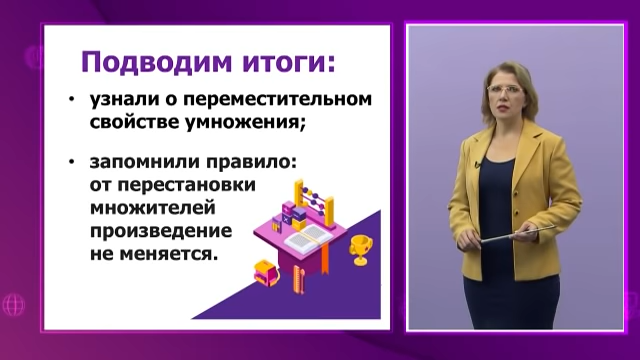 Подводим итоги:
• узнали о переместительном
свойстве умножения;
• запомнили правило:
от перестановки
множителей
произведение
не меняется.